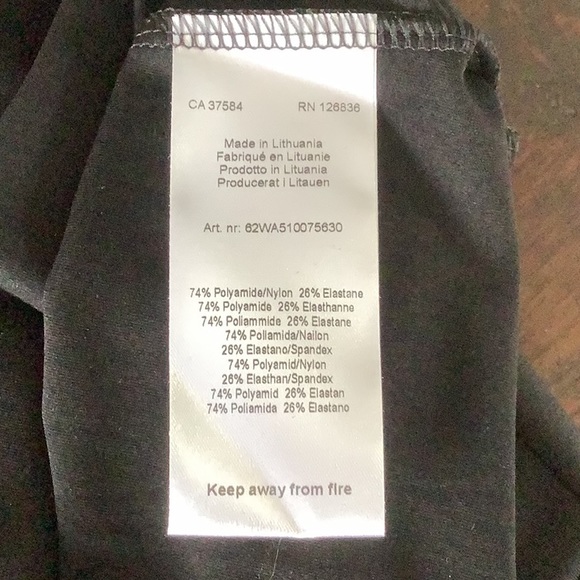 CA 37584 RN 126836
Made in Lithuania
Fabriqué en Lituanie
Prodotto in Lituania
Producerat i Litauen
Art. nr: 62WA510075630
74% Polyamide/Nylon 26% Elastane
74% Polyamide 26% Elasthanne
74% Poliammide 26% Elastane
74% Poliamida/Nailon
26% Elastano/Spandex
74% Polyamid/Nylon
26% Elasthan/Spandex
74% Polyamid 26% Elastan
74% Poliamida 26% Elastano
Keep away from fire